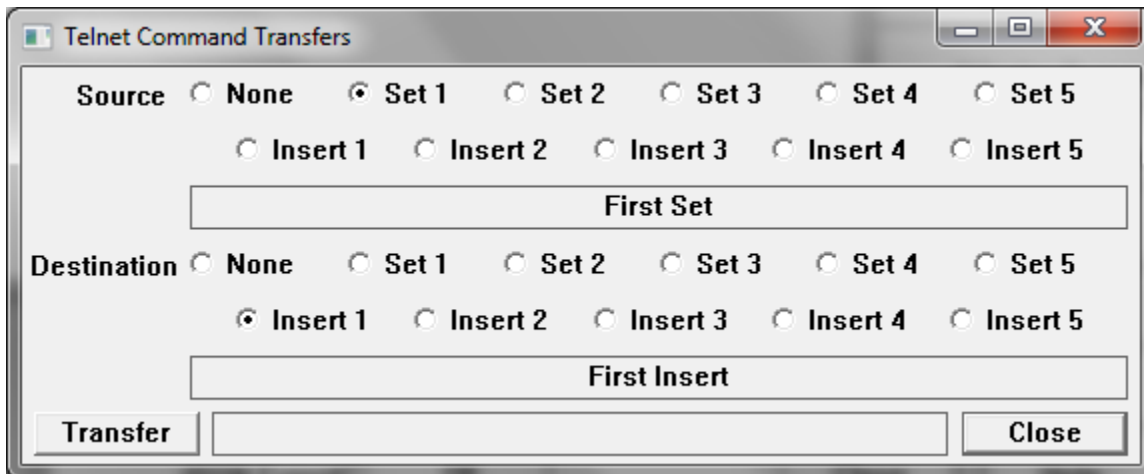 Telnet Command Transfers
Source None Set 1 Set 2 Set 3 Set 4 Set 5
Insert 1 Insert 2 Insert 3 Insert 4 Insert 5
First Set
Destination None Set 1 Set 2 Set 3 Set 4 Set 5
Insert 1 Insert 2 Insert 3 Insert 4 Insert 5
First Insert
Transfer Close